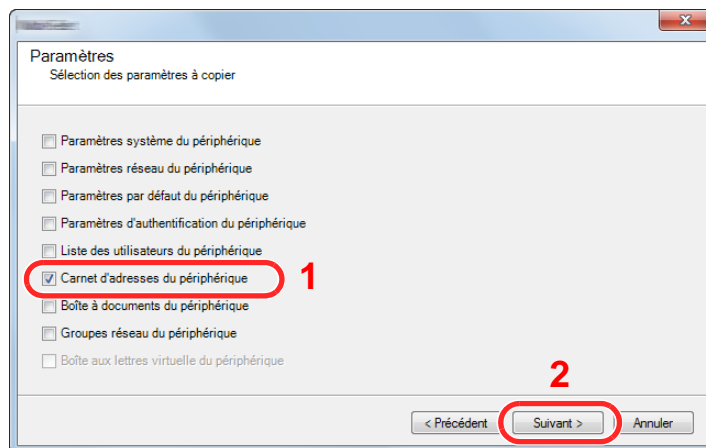 Paramètres
Sélection des paramètres à copier
Paramètres système du périphérique
Paramètres réseau du périphérique
Paramètres par défaut du périphérique
Paramètres d'authentification du périphérique
Liste des utilisateurs du périphérique
Carnet d'adresses du périphérique 1
Boîte à documents du périphérique
Groupes réseau du périphérique
Boîte aux lettres virtuelle du périphérique
2
< Précédent Suivant > Annuler